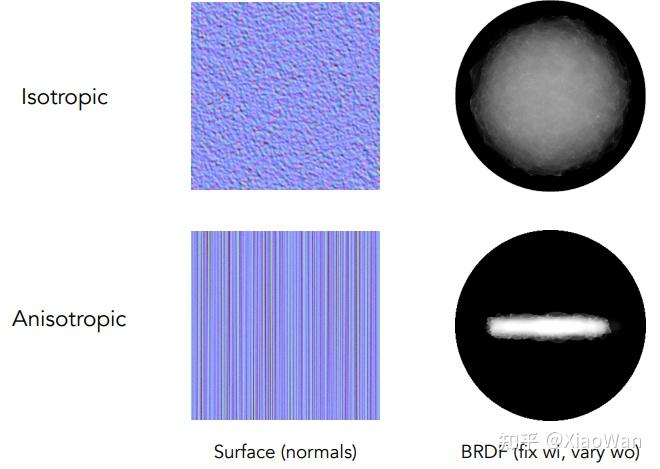 Isotropic
Anisotropic
Surface (normals)
BRDF (fix wi, vary wo)
知乎 @XiaoWan